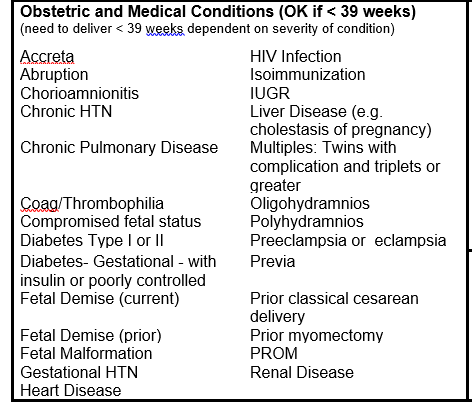 Obstetric and Medical Conditions (OK if < 39 weeks)
(need to deliver < 39 weeks dependent on severity of condition)
Accreta
Abruption
Chorioamnionitis
Chronic HTN
Chronic Pulmonary Disease
Coag/Thrombophilia
Compromised fetal status
Diabetes Type I or II
Diabetes- Gestational - with
insulin or poorly controlled
Fetal Demise (current)
Fetal Demise (prior)
Fetal Malformation
Gestational HTN
Heart Disease
HIV Infection
Isoimmunization
IUGR
Liver Disease (e.g.
cholestasis of pregnancy)
Multiples: Twins with
complication and triplets or
greater
Oligohydramnios
Polyhydramnios
Preeclampsia or eclampsia
Previa
Prior classical cesarean
delivery
Prior myomectomy
PROM
Renal Disease